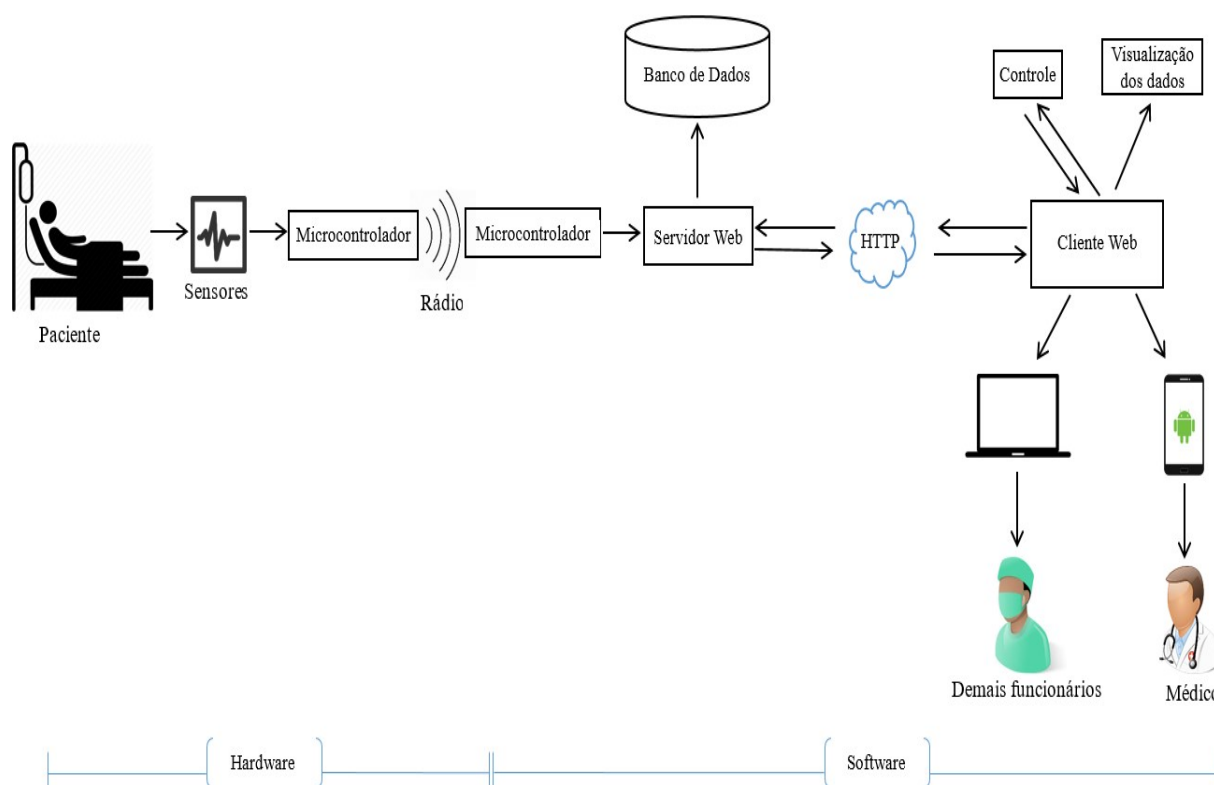 Banco de Dados
Controle
Visualização
dos dados
Microcontrolador
Microcontrolador
Servidor Web
HTTP
Cliente Web
Sensores
Rádio
Paciente
Demais funcionários
Médico
Hardware
Software